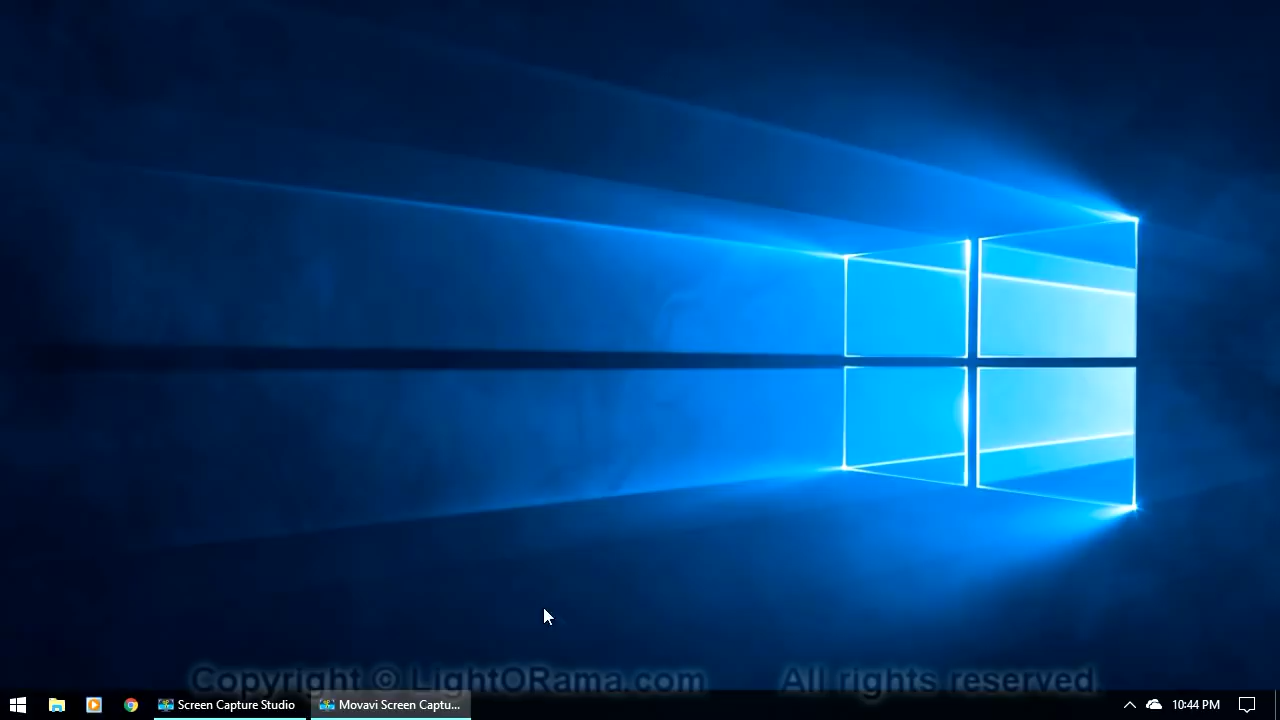 Copyright © LightORama.com All rights reserved
Screen Capture Studio
Movavi Screen Captu...
10:44 PM